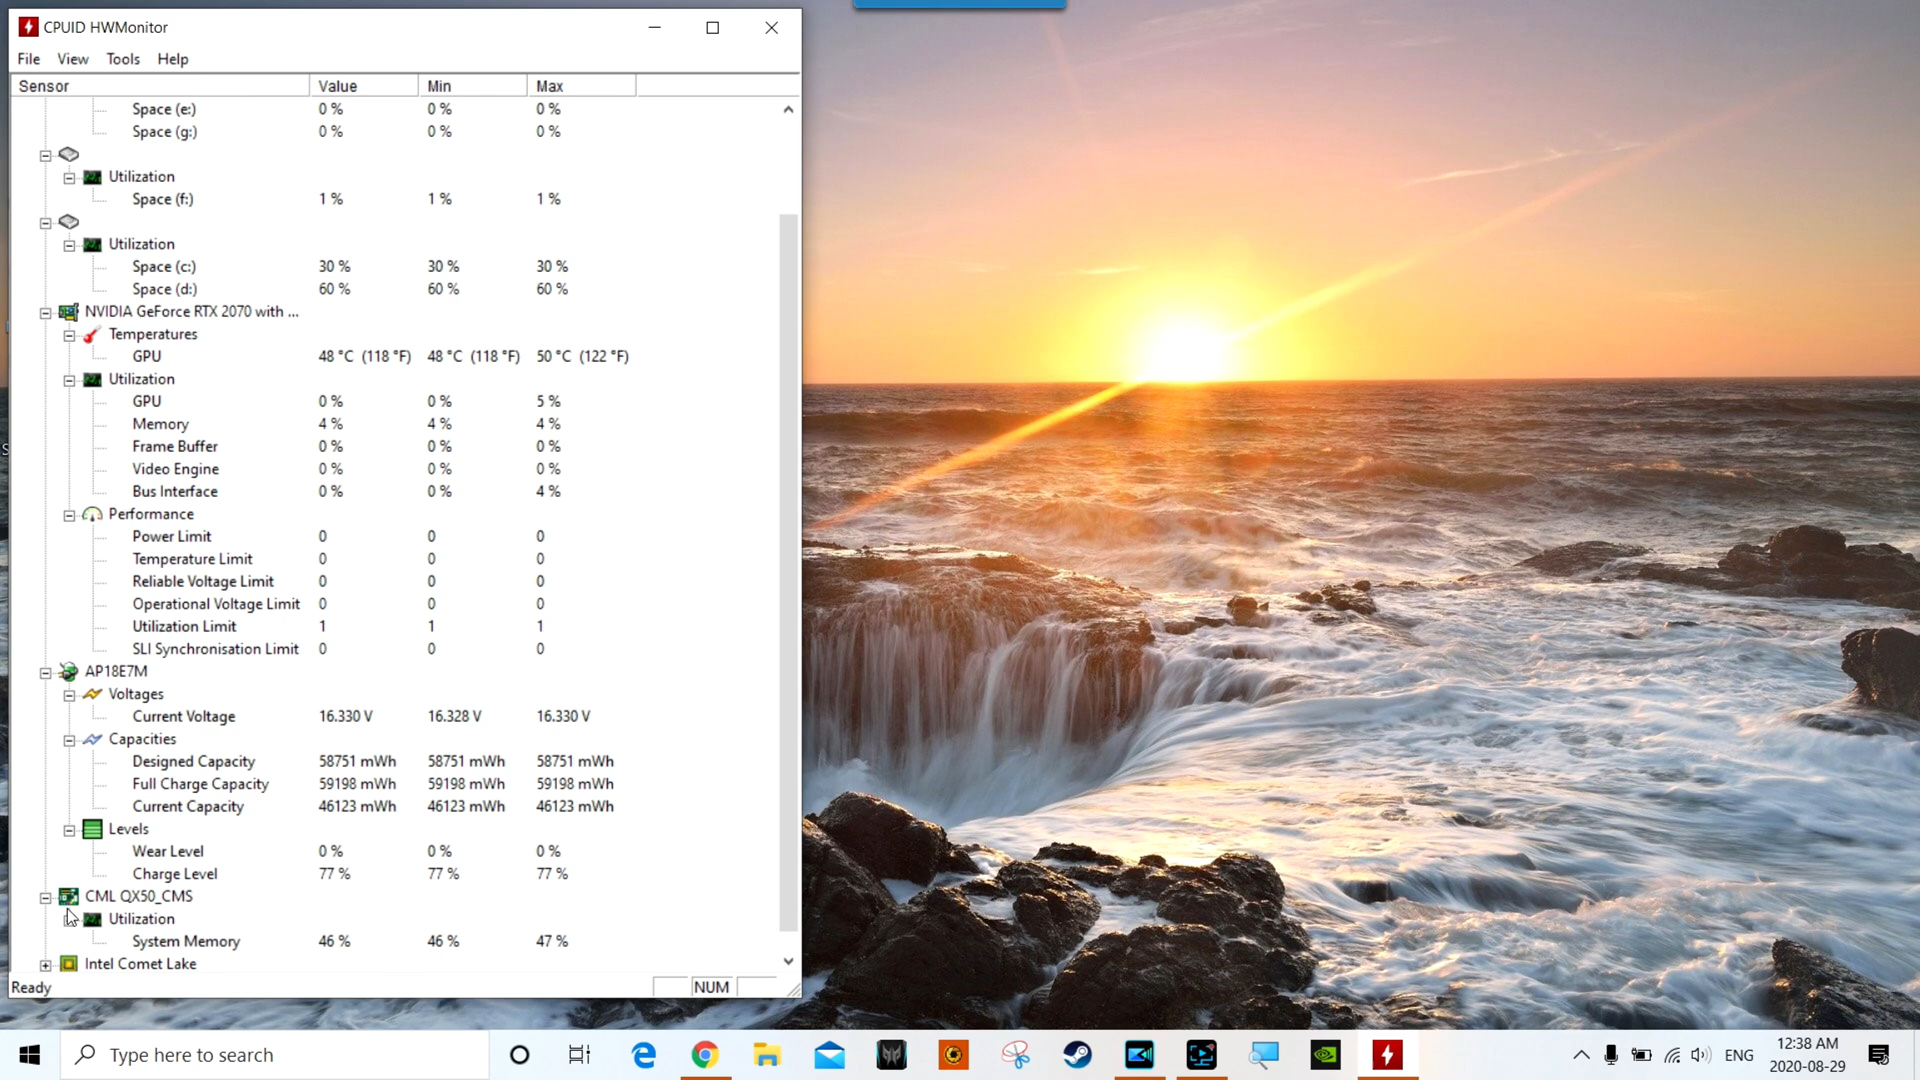 CPUID HWMonitor
File View Tools Help
Sensor Value Min Max
Space (e:) 0 % 0 % 0 %
Space (g:) 0 % 0 % 0 %
Utilization
Space (f:) 1 % 1 % 1 %
Utilization
Space (c:) 30 % 30 % 30 %
Space (d:) 60 % 60 % 60 %
NVIDIA GeForce RTX 2070 with ...
Temperatures
GPU 48 °C (118 °F) 48 °C (118 °F) 50 °C (122 °F)
Utilization
GPU 0 % 0 % 5 %
Memory 4 % 4 % 4 %
Frame Buffer 0 % 0 % 0 %
Video Engine 0 % 0 % 0 %
Bus Interface 0 % 0 % 4 %
Performance
Power Limit 0 0 0
Temperature Limit 0 0 0
Reliable Voltage Limit 0 0 0
Operational Voltage Limit 0 0 0
Utilization Limit 1 1 1
SLI Synchronisation Limit 0 0 0
AP18E7M
Voltages
Current Voltage 16.330 V 16.328 V 16.330 V
Capacities
Designed Capacity 58751 mWh 58751 mWh 58751 mWh
Full Charge Capacity 59198 mWh 59198 mWh 59198 mWh
Current Capacity 46123 mWh 46123 mWh 46123 mWh
Levels
Wear Level 0 % 0 % 0 %
Charge Level 77 % 77 % 77 %
CML QX50_CMS
Utilization
System Memory 46 % 46 % 47 %
Intel Comet Lake
Ready NUM
Type here to search
ENG
12:38 AM
2020-08-29